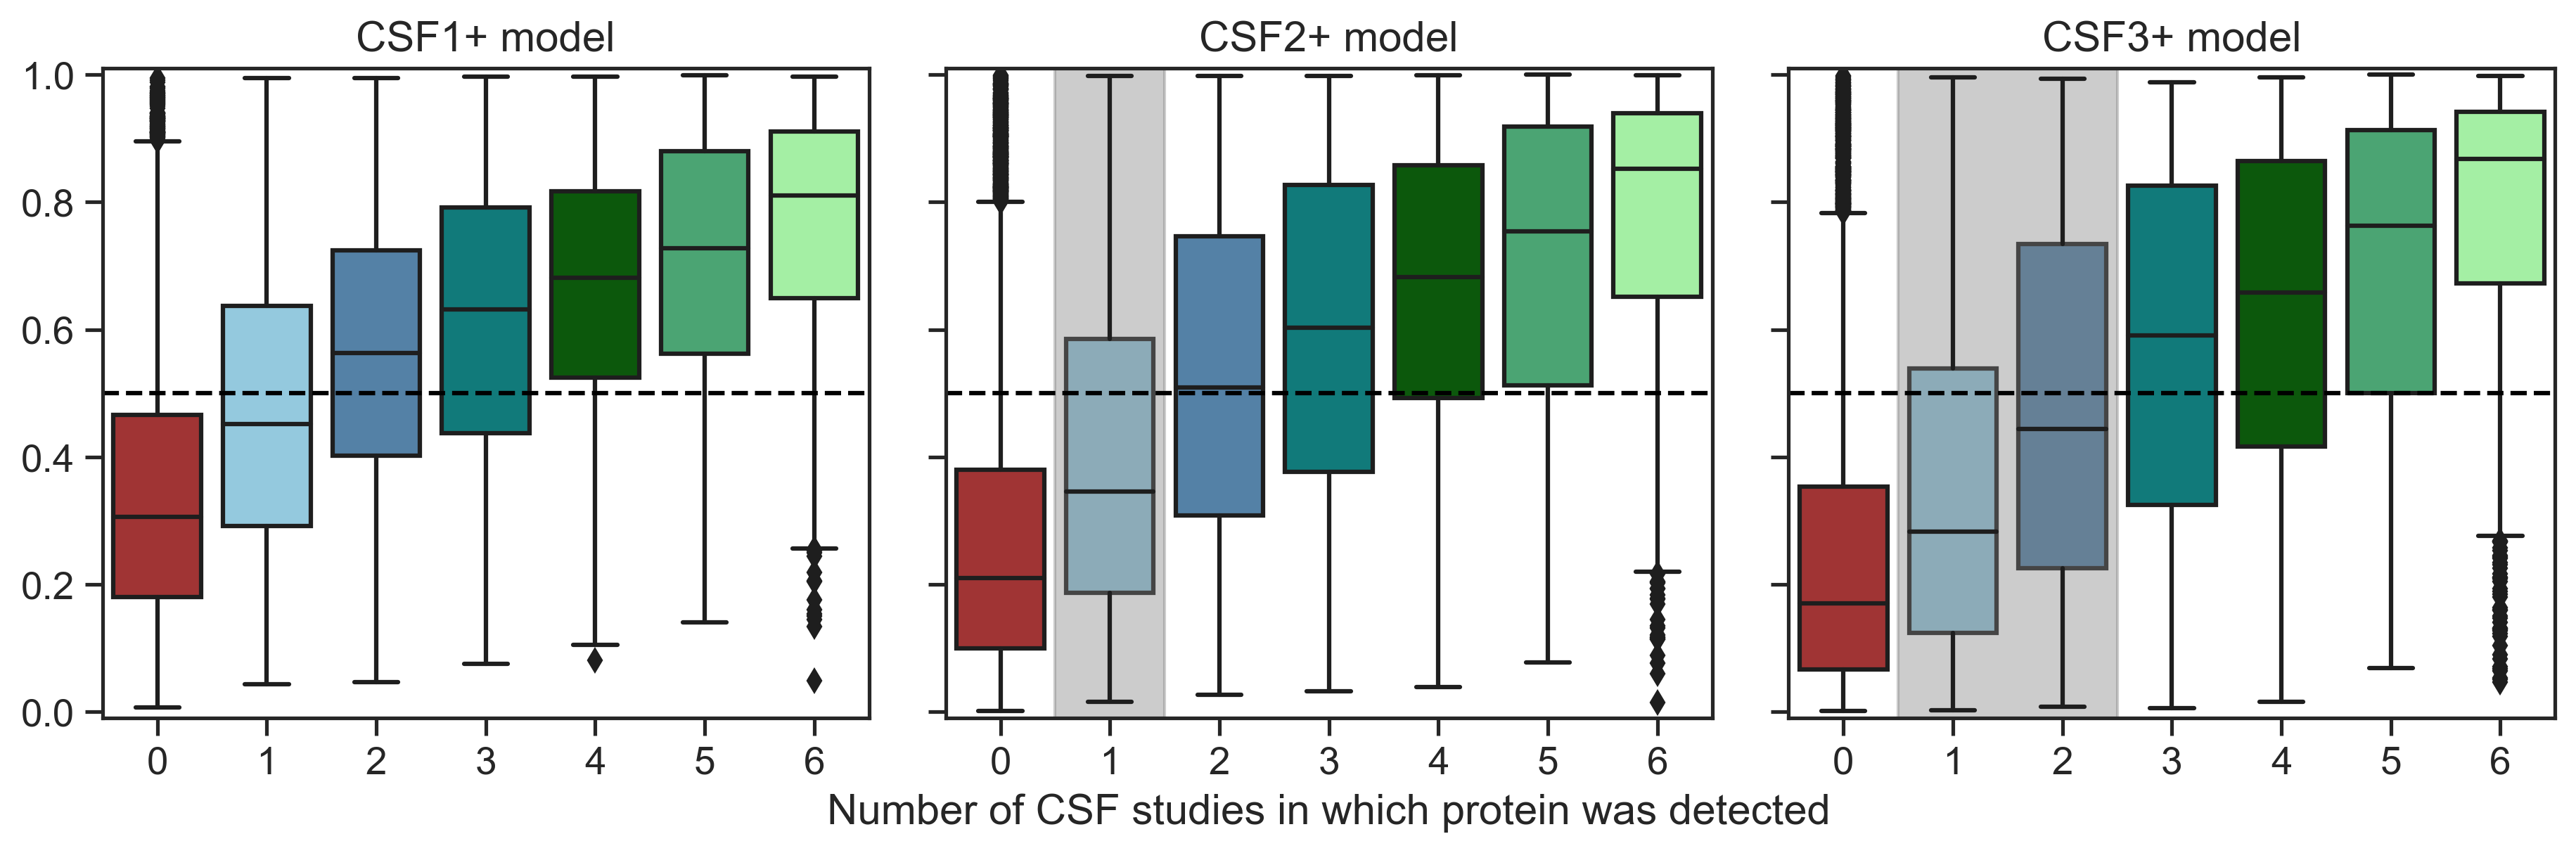 CSF1+ model CSF2+ model CSF3+ model
1.0
0.8
0.6
0.4
0.2
0.0
0 1 2 3 4 5 6 0 1 2 3 4 5 6 0 1 2 3 4 5 6
Number of CSF studies in which protein was detected